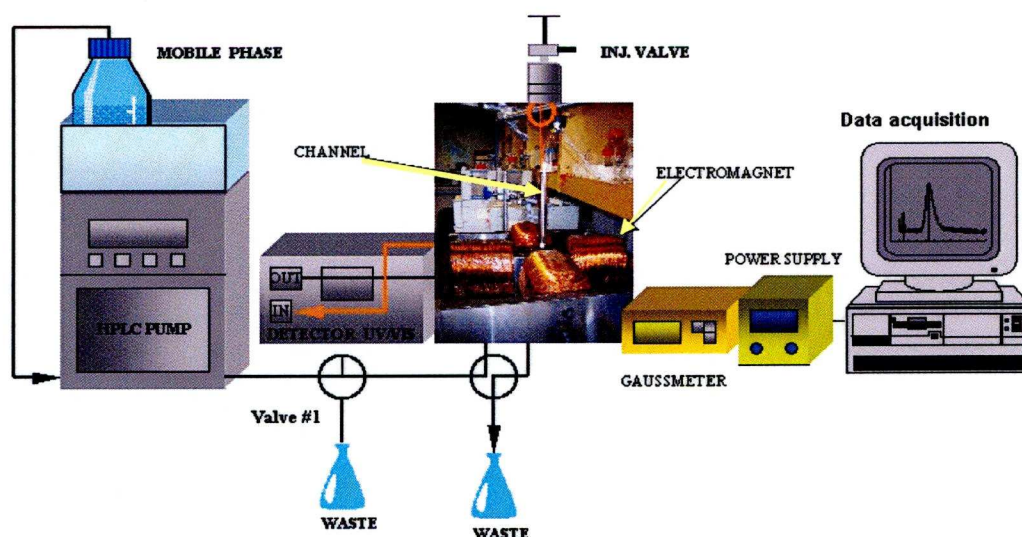 MOBILE PHASE
INJ. VALVE
Data acquisition
CHANNEL
ELECTROMAGNET
POWER SUPPLY
OUT
IN
DETECTOR UV/VIS
HPLC PUMP
GAUSSMETER
Valve #1
WASTE
WASTE